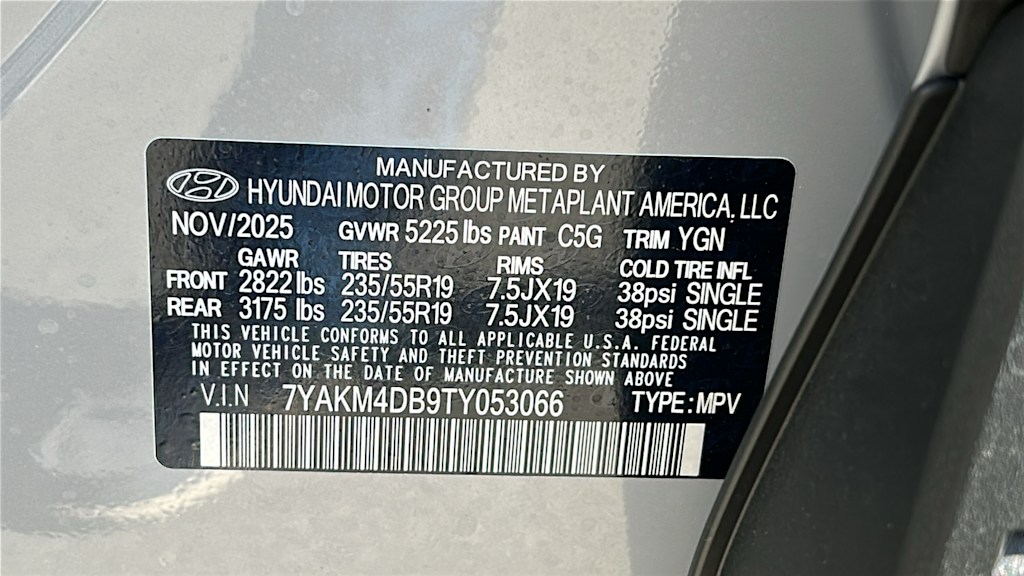 MANUFACTURED BY
HYUNDAI MOTOR GROUP METAPLANT AMERICA, LLC
NOV/2025 GVWR 5225 lbs PAINT C5G TRIM YGN
GAWR TIRES RIMS COLD TIRE INFL
FRONT 2822 lbs 235/55R19 7.5JX19 38psi SINGLE
REAR 3175 lbs 235/55R19 7.5JX19 38psi SINGLE
THIS VEHICLE CONFORMS TO ALL APPLICABLE U.S.A. FEDERAL
MOTOR VEHICLE SAFETY AND THEFT PREVENTION STANDARDS
IN EFFECT ON THE DATE OF MANUFACTURE SHOWN ABOVE
V.I.N 7YAKM4DB9TY053066 TYPE:MPV